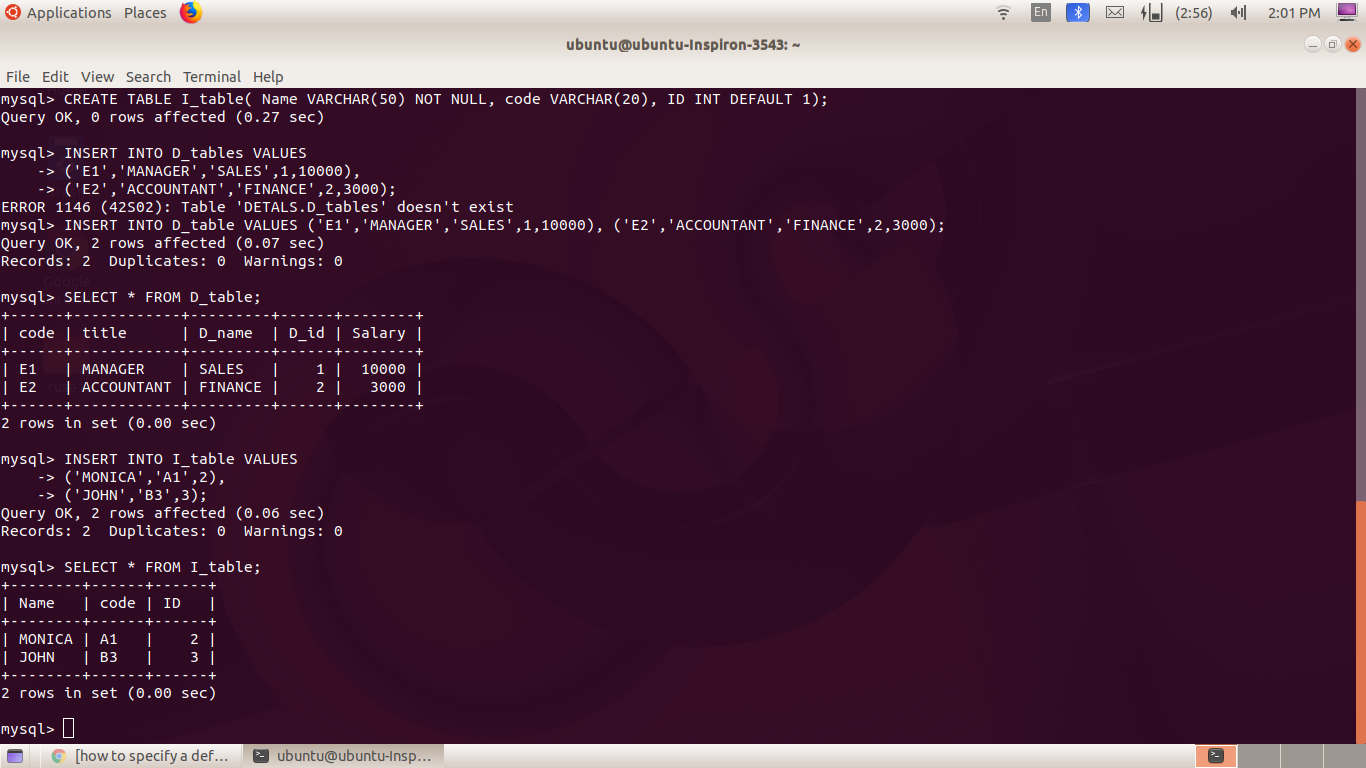 Applications Places En (2:56) 2:01 PM
ubuntu@ubuntu-Inspiron-3543: ~
File Edit View Search Terminal Help
mysql> CREATE TABLE I_table( Name VARCHAR(50) NOT NULL, code VARCHAR(20), ID INT DEFAULT 1);
Query OK, 0 rows affected (0.27 sec)
mysql> INSERT INTO D_tables VALUES
    -> ('E1','MANAGER','SALES',1,10000),
    -> ('E2','ACCOUNTANT','FINANCE',2,3000);
ERROR 1146 (42S02): Table 'DETALS.D_tables' doesn't exist
mysql> INSERT INTO D_table VALUES ('E1','MANAGER','SALES',1,10000), ('E2','ACCOUNTANT','FINANCE',2,3000);
Query OK, 2 rows affected (0.07 sec)
Records: 2  Duplicates: 0  Warnings: 0
mysql> SELECT * FROM D_table;
+------+------------+---------+------+--------+
| code | title      | D_name  | D_id | Salary |
+------+------------+---------+------+--------+
| E1   | MANAGER    | SALES   |    1 |  10000 |
| E2   | ACCOUNTANT | FINANCE |    2 |   3000 |
+------+------------+---------+------+--------+
2 rows in set (0.00 sec)
mysql> INSERT INTO I_table VALUES
    -> ('MONICA','A1',2),
    -> ('JOHN','B3',3);
Query OK, 2 rows affected (0.06 sec)
Records: 2  Duplicates: 0  Warnings: 0
mysql> SELECT * FROM I_table;
+--------+------+------+
| Name   | code | ID   |
+--------+------+------+
| MONICA | A1   |    2 |
| JOHN   | B3   |    3 |
+--------+------+------+
2 rows in set (0.00 sec)
mysql>
[how to specify a def... ubuntu@ubuntu-Insp...